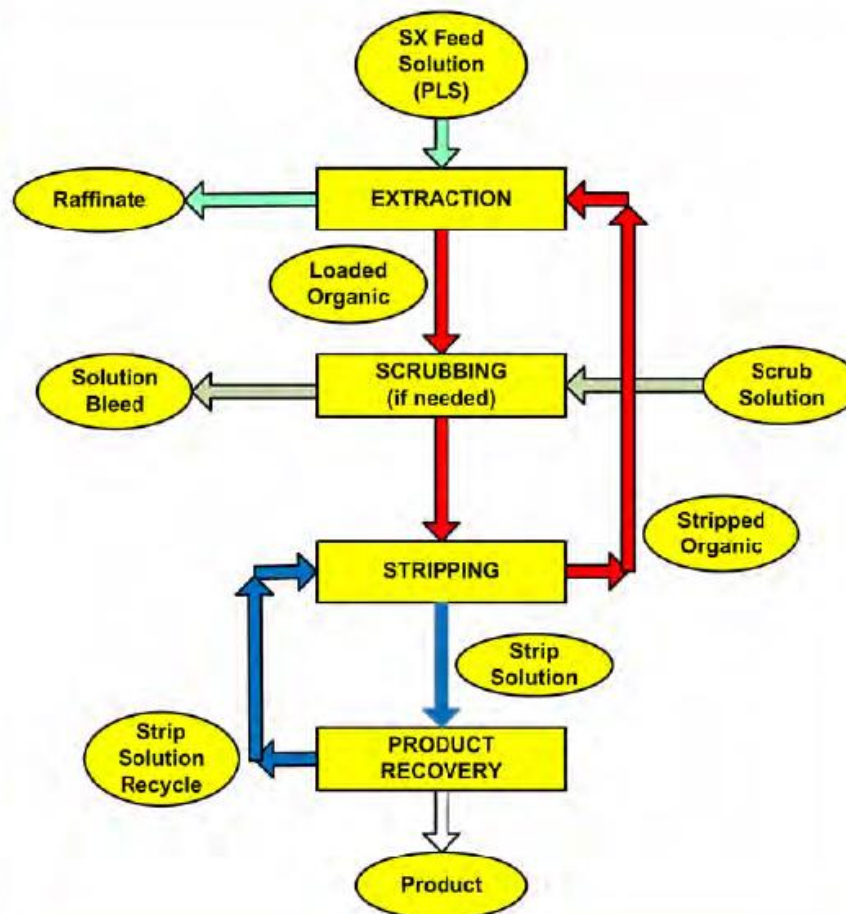 SX Feed
Solution
(PLS)
Raffinate
EXTRACTION
Loaded
Organic
Solution
Bleed
SCRUBBING
(if needed)
Scrub
Solution
Stripped
Organic
STRIPPING
Strip
Solution
Strip
Solution
Recycle
PRODUCT
RECOVERY
Product